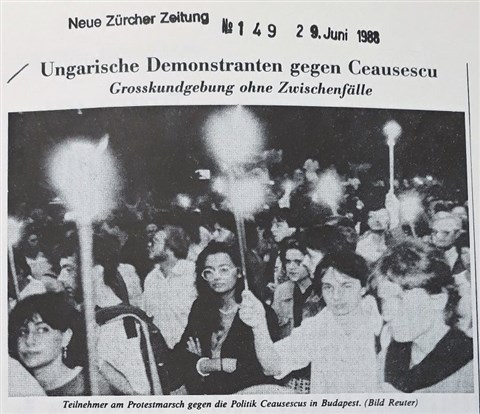 Neue Zürcher Zeitung № 149 29. Juni 1988
Ungarische Demonstranten gegen Ceausescu
Grosskundgebung ohne Zwischenfälle
Teilnehmer am Protestmarsch gegen die Politik Ceausescus in Budapest. (Bild Reuter)